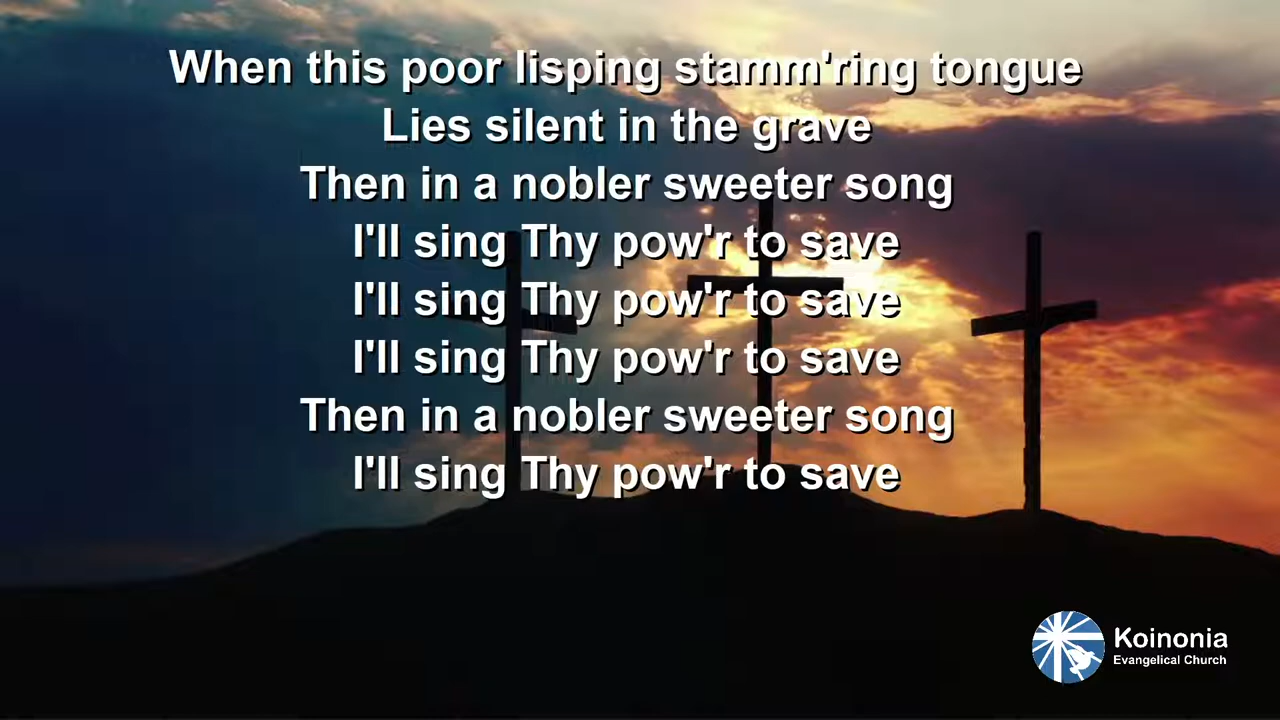 When this poor lisping stamm'ring tongue
Lies silent in the grave
Then in a nobler sweeter song
I'll sing Thy pow'r to save
I'll sing Thy pow'r to save
I'll sing Thy pow'r to save
Then in a nobler sweeter song
I'll sing Thy pow'r to save
Koinonia
Evangelical Church